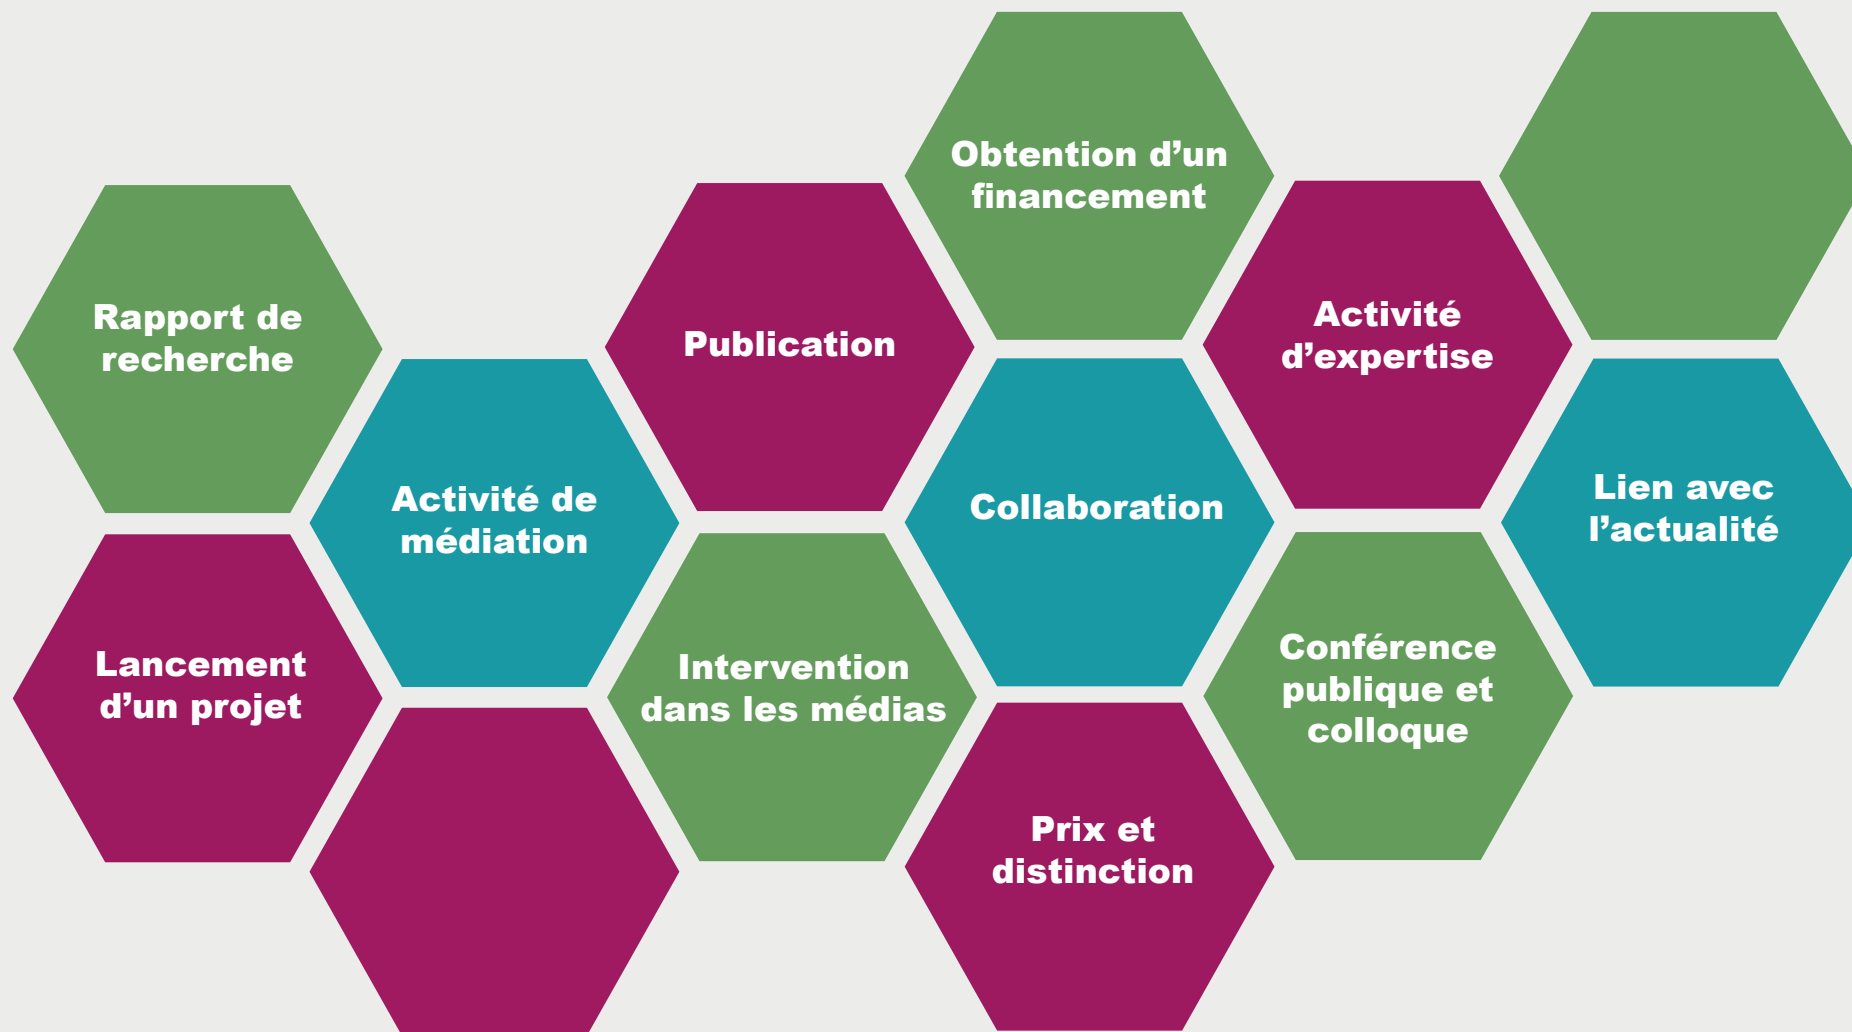 Rapport de
recherche
Lancement
d’un projet
Activité de
médiation
Publication
Intervention
dans les médias
Obtention d’un
financement
Collaboration
Prix et
distinction
Activité
d’expertise
Conférence
publique et
colloque
Lien avec
l’actualité